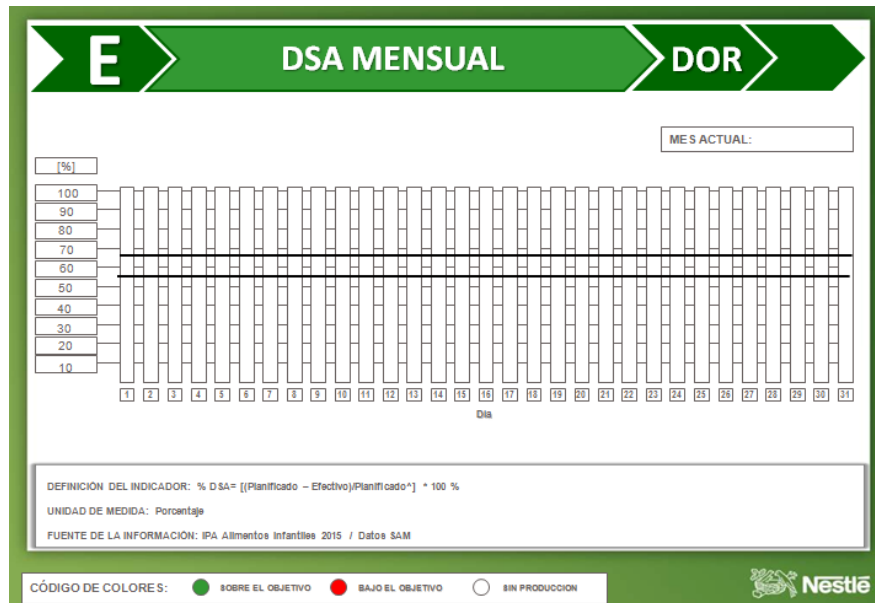 E DSA MENSUAL DOR
MES ACTUAL:
[%]
100
90
80
70
60
50
40
30
20
10
1 2 3 4 5 6 7 8 9 10 11 12 13 14 15 16 17 18 19 20 21 22 23 24 25 26 27 28 29 30 31
Dia
DEFINICIÓN DEL INDICADOR: % DSA= [(Planificado – Efectivo)/Planificado^] * 100 %
UNIDAD DE MEDIDA: Porcentaje
FUENTE DE LA INFORMACIÓN: IPA Alimentos Infantiles 2015 / Datos SAM
CÓDIGO DE COLORES: SOBRE EL OBJETIVO BAJO EL OBJETIVO SIN PRODUCCION
Nestlé